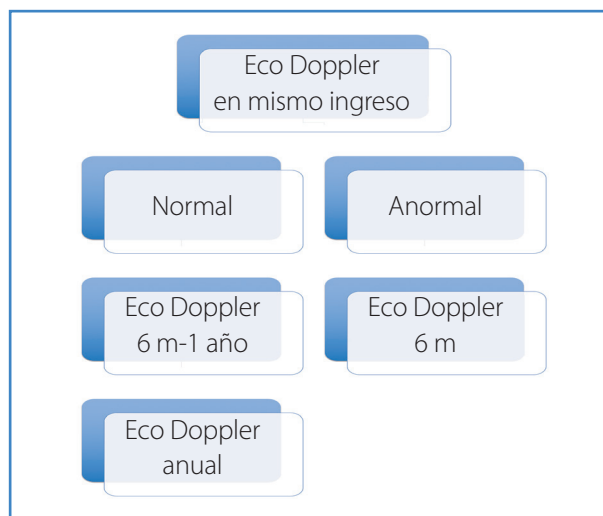 Eco Doppler
en mismo ingreso
Normal
Anormal
Eco Doppler
6 m-1 año
Eco Doppler
6 m
Eco Doppler
anual